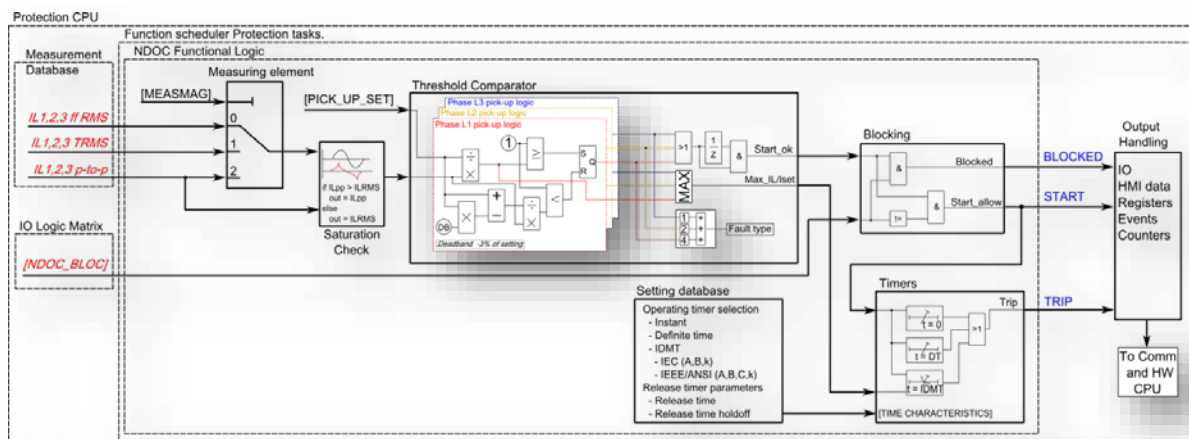 Protection CPU
Function scheduler Protection tasks.
NDOC Functional Logic
Measurement
Database
[MEASMAG]
IL1,2,3 ff RMS
IL1,2,3 TRMS
IL1,2,3 p-to-p
IO Logic Matrix
[NDOC_BLOC]
Measuring element
0
1
2
if ILpp > ILRMS
out = ILpp
else
out = ILRMS
Saturation
Check
[PICK_UP_SET]
Threshold Comparator
Phase L3 pick-up logic
Phase L2 pick-up logic
Phase L1 pick-up logic
÷
X
1
≥
S
Q
R
+
−
<
DB
X
÷
X
Deadband -3% of setting
>1
1
Z
&
Start_ok
MAX
Max_IL/Iset
1 +
2 +
4 +
Fault type
Blocking
&
Blocked
&
Start_allow
!=
BLOCKED
START
TRIP
Output
Handling
IO
HMI data
Registers
Events
Counters
To Comm
and HW
CPU
Setting database
Operating timer selection
- Instant
- Definite time
- IDMT
- IEC (A,B,k)
- IEEE/ANSI (A,B,C,k)
Release timer parameters
- Release time
- Release time holdoff
Timers
Trip
t = 0
>1
t = DT
t = IDMT
[TIME CHARACTERISTICS]